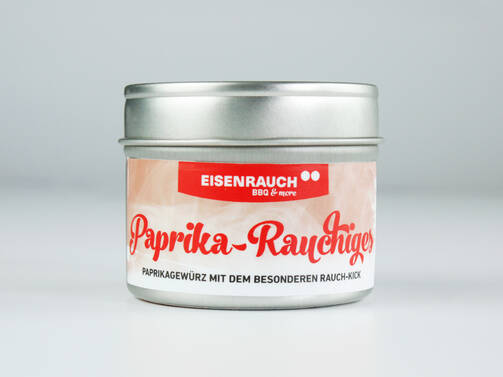 EISENRAUCH
BBQ & more
Paprika-Rauchiges
PAPRIKAGEWÜRZ MIT DEM BESONDEREN RAUCH-KICK